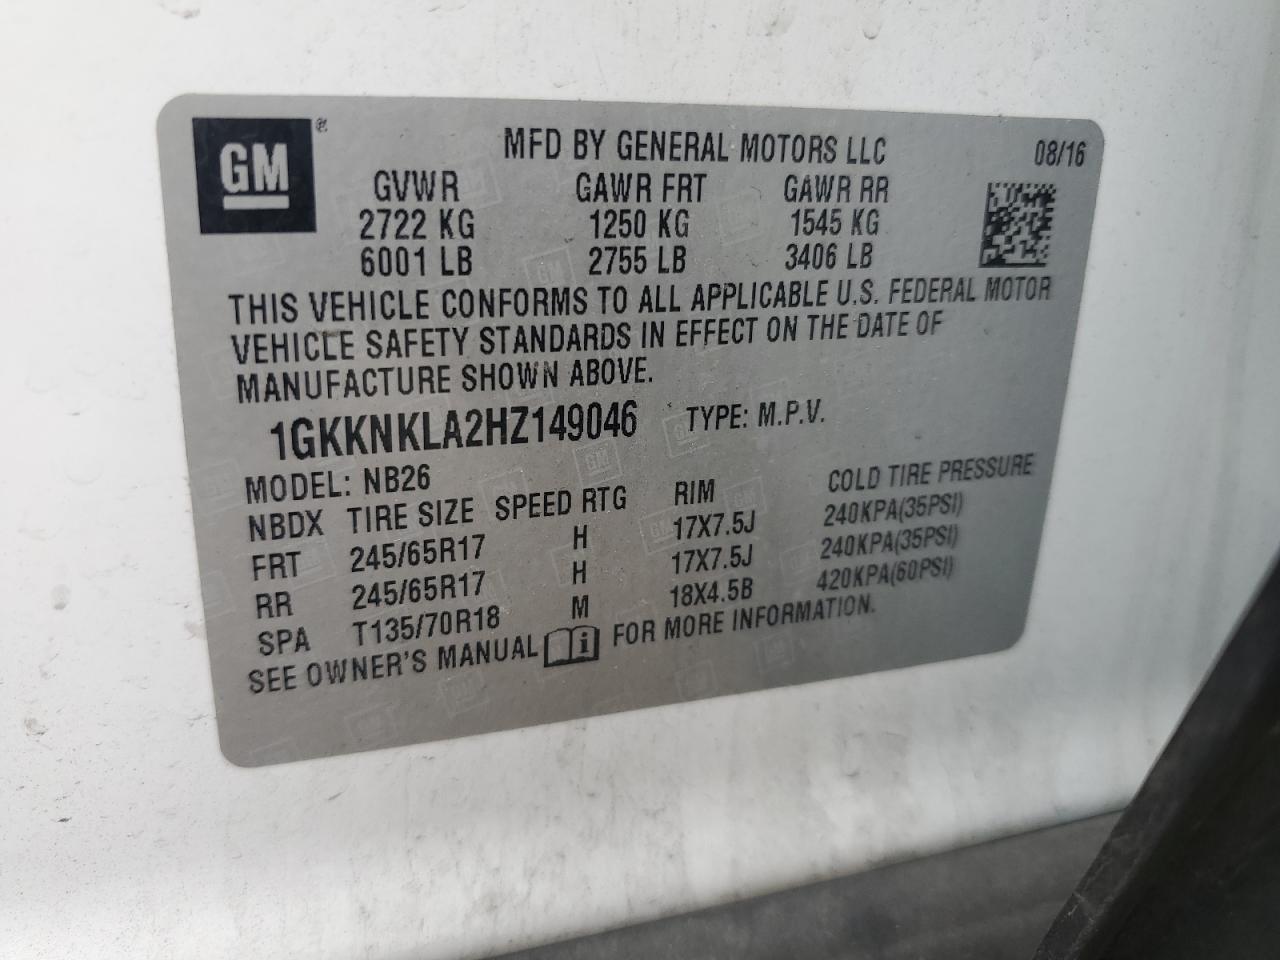 GM ® MFD BY GENERAL MOTORS LLC 08/16
GVWR GAWR FRT GAWR RR
2722 KG 1250 KG 1545 KG
6001 LB 2755 LB 3406 LB
THIS VEHICLE CONFORMS TO ALL APPLICABLE U.S. FEDERAL MOTOR
VEHICLE SAFETY STANDARDS IN EFFECT ON THE DATE OF
MANUFACTURE SHOWN ABOVE.
1GKKNKLA2HZ149046 TYPE: M.P.V.
MODEL: NB26
NBDX TIRE SIZE SPEED RTG RIM COLD TIRE PRESSURE
FRT 245/65R17 H 17X7.5J 240KPA(35PSI)
RR 245/65R17 H 17X7.5J 240KPA(35PSI)
SPA T135/70R18 M 18X4.5B 420KPA(60PSI)
SEE OWNER'S MANUAL i FOR MORE INFORMATION.